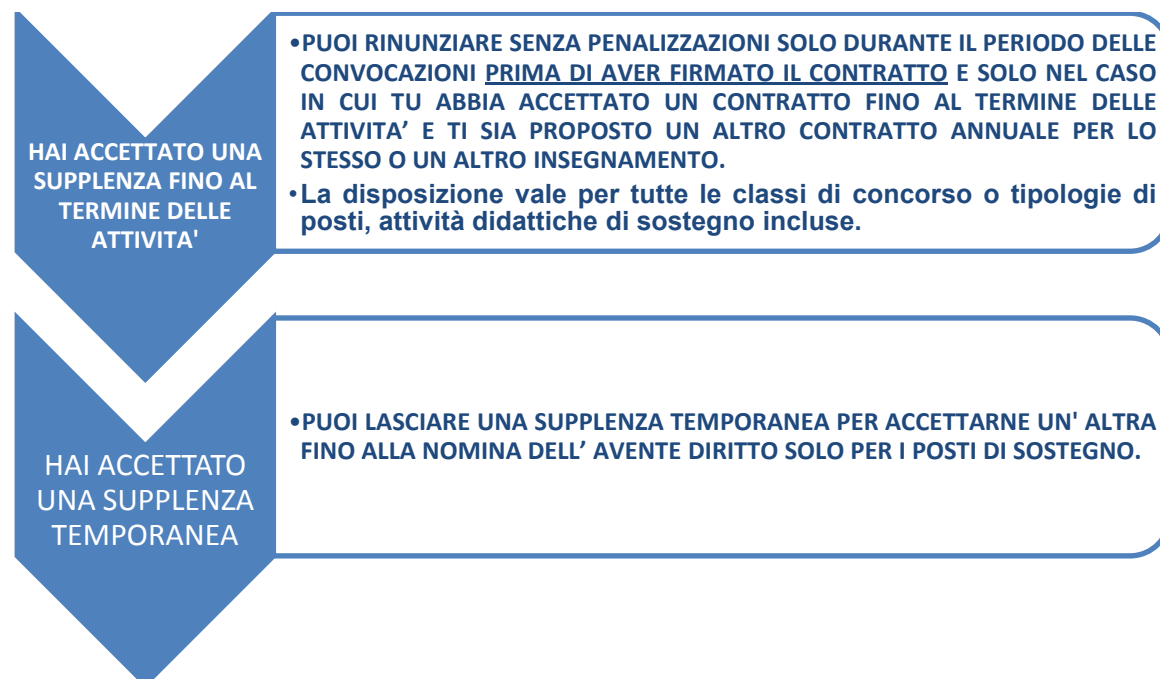 HAI ACCETTATO UNA
SUPPLENZA FINO AL
TERMINE DELLE
ATTIVITA'
•PUOI RINUNZIARE SENZA PENALIZZAZIONI SOLO DURANTE IL PERIODO DELLE
CONVOCAZIONI PRIMA DI AVER FIRMATO IL CONTRATTO E SOLO NEL CASO
IN CUI TU ABBIA ACCETTATO UN CONTRATTO FINO AL TERMINE DELLE
ATTIVITA’ E TI SIA PROPOSTO UN ALTRO CONTRATTO ANNUALE PER LO
STESSO O UN ALTRO INSEGNAMENTO.
•La disposizione vale per tutte le classi di concorso o tipologie di
posti, attività didattiche di sostegno incluse.
HAI ACCETTATO
UNA SUPPLENZA
TEMPORANEA
•PUOI LASCIARE UNA SUPPLENZA TEMPORANEA PER ACCETTARNE UN' ALTRA
FINO ALLA NOMINA DELL’ AVENTE DIRITTO SOLO PER I POSTI DI SOSTEGNO.